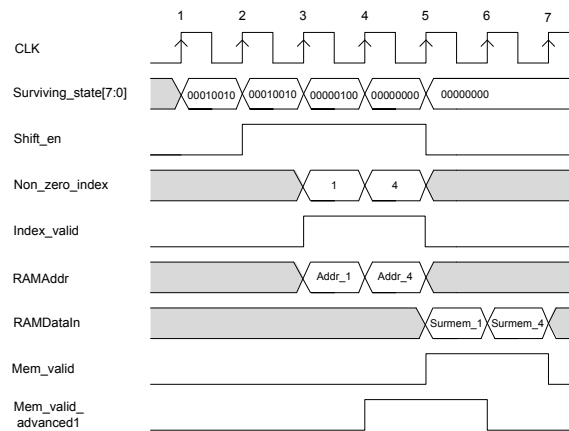 1 2 3 4 5 6 7
CLK
Surviving_state[7:0] 00010010 00010010 00000100 00000000 00000000
Shift_en
Non_zero_index 1 4
Index_valid
RAMAddr Addr_1 Addr_4
RAMDataIn Surmem_1 Surmem_4
Mem_valid
Mem_valid_
advanced1